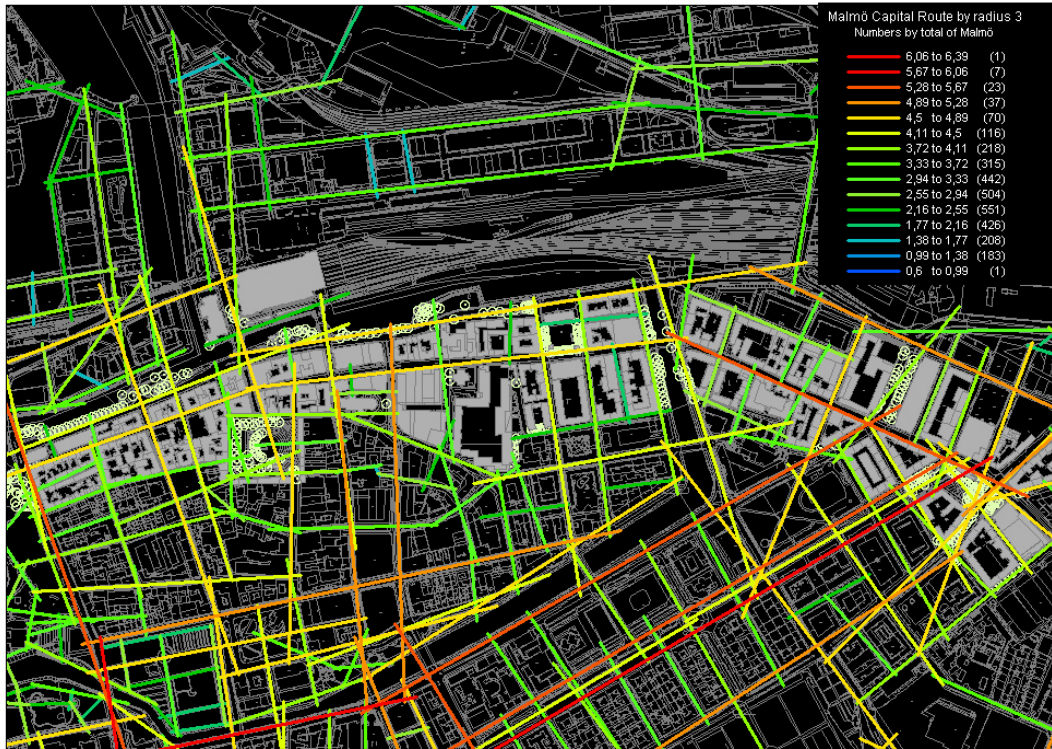 Malmö Capital Route by radius 3
Numbers by total of Malmö
6,06 to 6,39 (1)
5,67 to 6,06 (7)
5,28 to 5,67 (23)
4,89 to 5,28 (37)
4,5 to 4,89 (70)
4,11 to 4,5 (116)
3,72 to 4,11 (218)
3,33 to 3,72 (315)
2,94 to 3,33 (442)
2,55 to 2,94 (504)
2,16 to 2,55 (551)
1,77 to 2,16 (426)
1,38 to 1,77 (208)
0,99 to 1,38 (183)
0,6 to 0,99 (1)